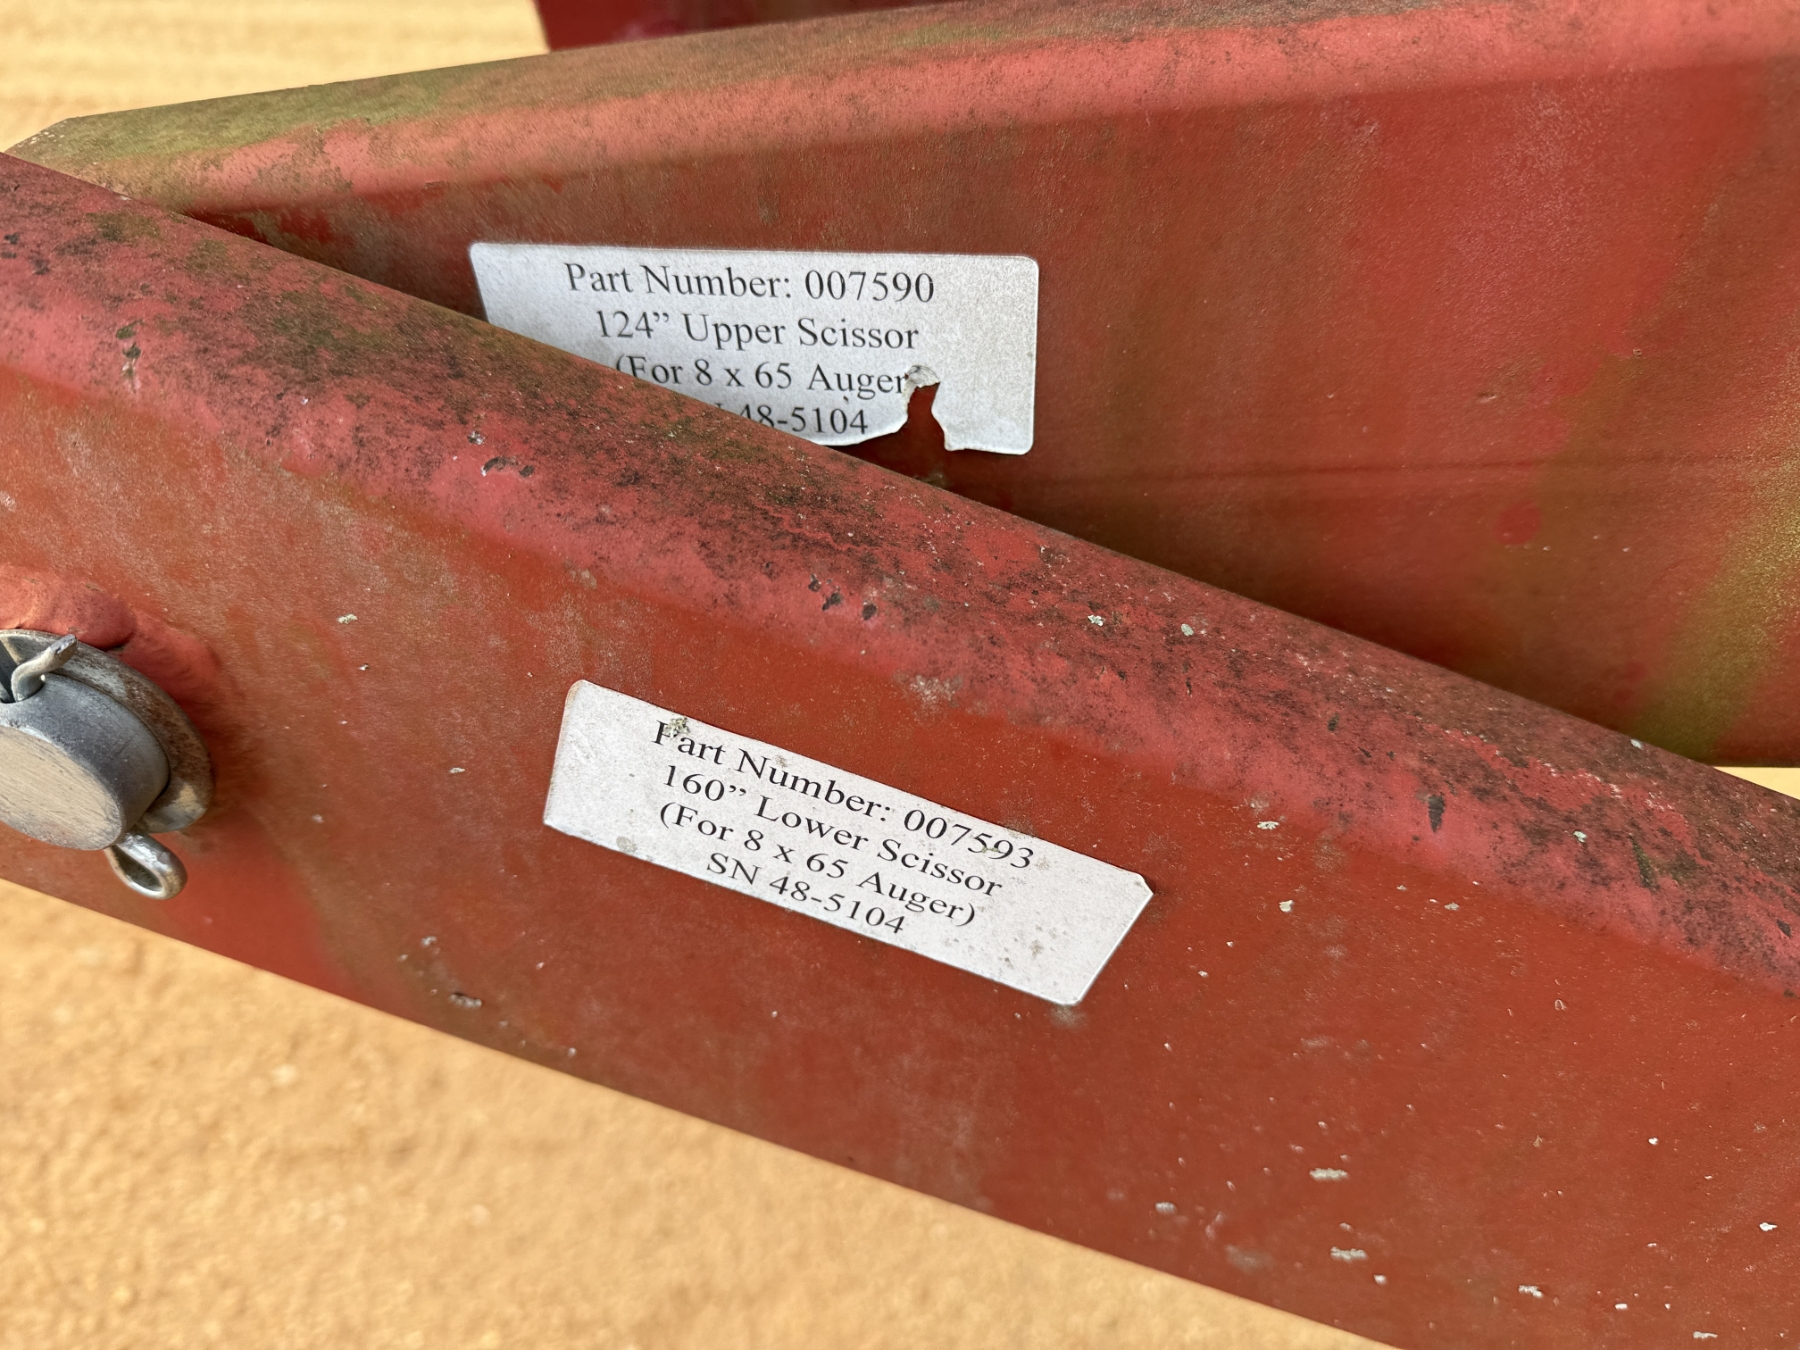 Part Number: 007590
124” Upper Scissor
(For 8 x 65 Auger
48-5104
Part Number: 007593
160” Lower Scissor
(For 8 x 65 Auger)
SN 48-5104